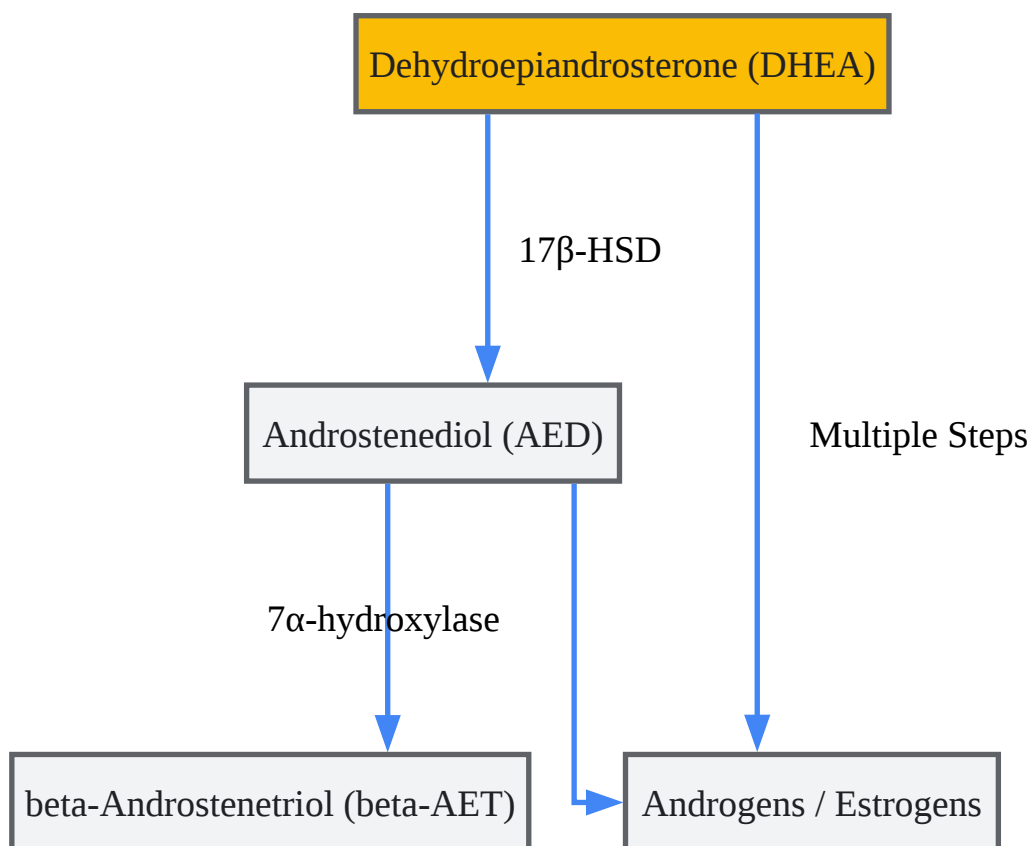 Dehydroepiandrosterone (DHEA)
17β-HSD
Androstenediol (AED)
Multiple Steps
7α-hydroxylase
beta-Androstenetriol (beta-AET)
Androgens / Estrogens